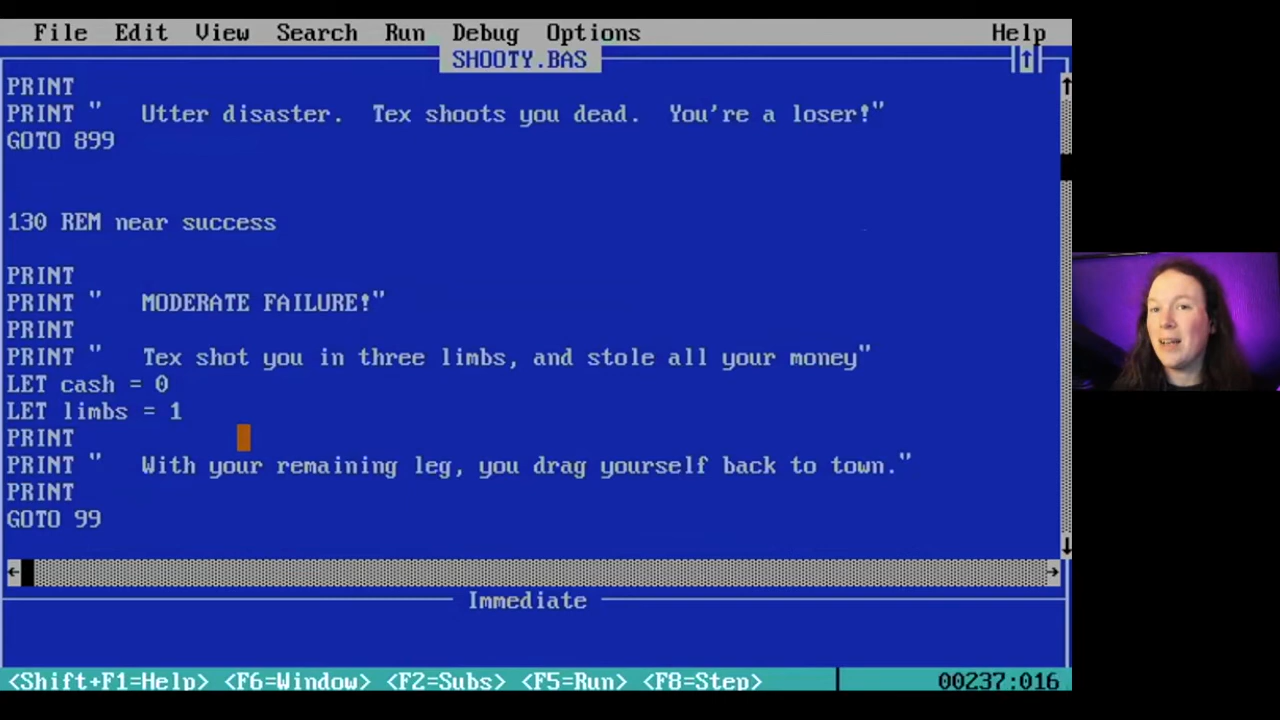 File Edit View Search Run Debug Options Help
SHOOTY.BAS
PRINT
PRINT "   Utter disaster.  Tex shoots you dead.  You're a loser!"
GOTO 899
130 REM near success
PRINT
PRINT "   MODERATE FAILURE!"
PRINT
PRINT "   Tex shot you in three limbs, and stole all your money"
LET cash = 0
LET limbs = 1
PRINT
PRINT "   With your remaining leg, you drag yourself back to town."
PRINT
GOTO 99
Immediate
<Shift+F1=Help> <F6=Window> <F2=Subs> <F5=Run> <F8=Step> 00237:016